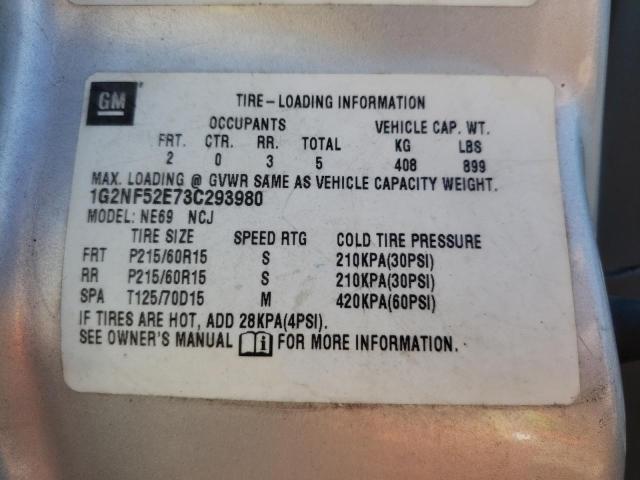 GM
TIRE-LOADING INFORMATION
OCCUPANTS VEHICLE CAP. WT.
FRT. CTR. RR. TOTAL KG LBS
2 0 3 5 408 899
MAX. LOADING @ GVWR SAME AS VEHICLE CAPACITY WEIGHT.
1G2NF52E73C293980
MODEL: NE69 NCJ
TIRE SIZE SPEED RTG COLD TIRE PRESSURE
FRT P215/60R15 S 210KPA(30PSI)
RR P215/60R15 S 210KPA(30PSI)
SPA T125/70D15 M 420KPA(60PSI)
IF TIRES ARE HOT, ADD 28KPA(4PSI).
SEE OWNER'S MANUAL FOR MORE INFORMATION.